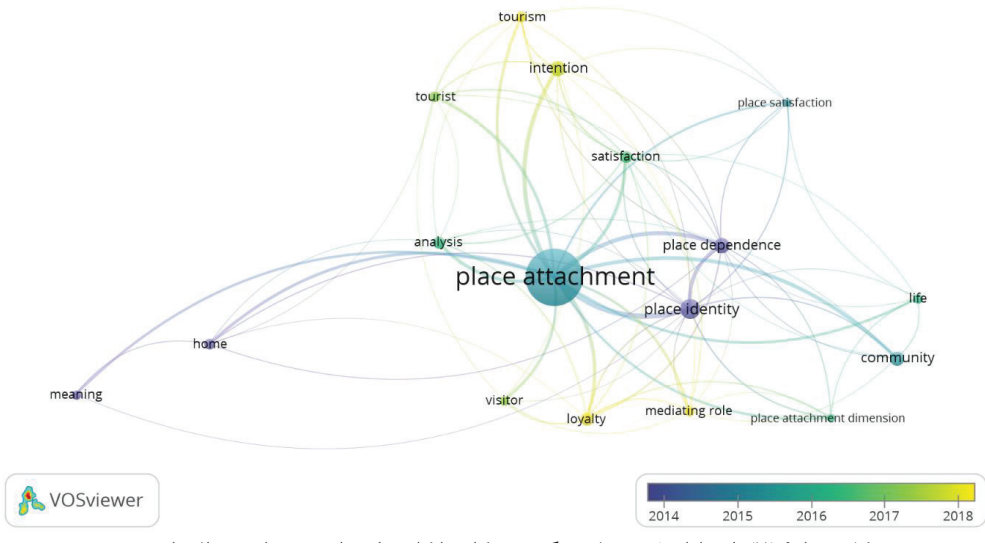 tourism
intention
tourist
place satisfaction
satisfaction
analysis
place dependence
place attachment
place identity
life
home
community
meaning
visitor
loyalty
mediating role
place attachment dimension
VOSviewer
2014 2015 2016 2017 2018